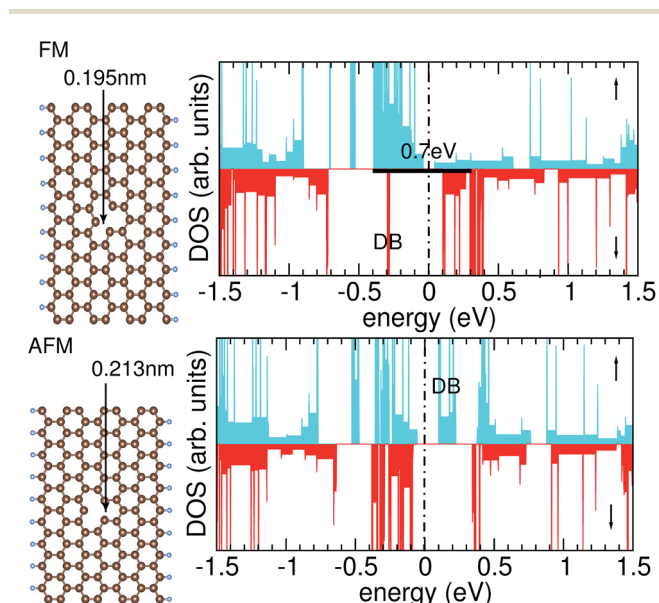 FM
0.195nm
DOS (arb. units)
0.7eV
DB
-1.5 -1 -0.5 0 0.5 1 1.5
energy (eV)
AFM
0.213nm
DOS (arb. units)
DB
-1.5 -1 -0.5 0 0.5 1 1.5
energy (eV)